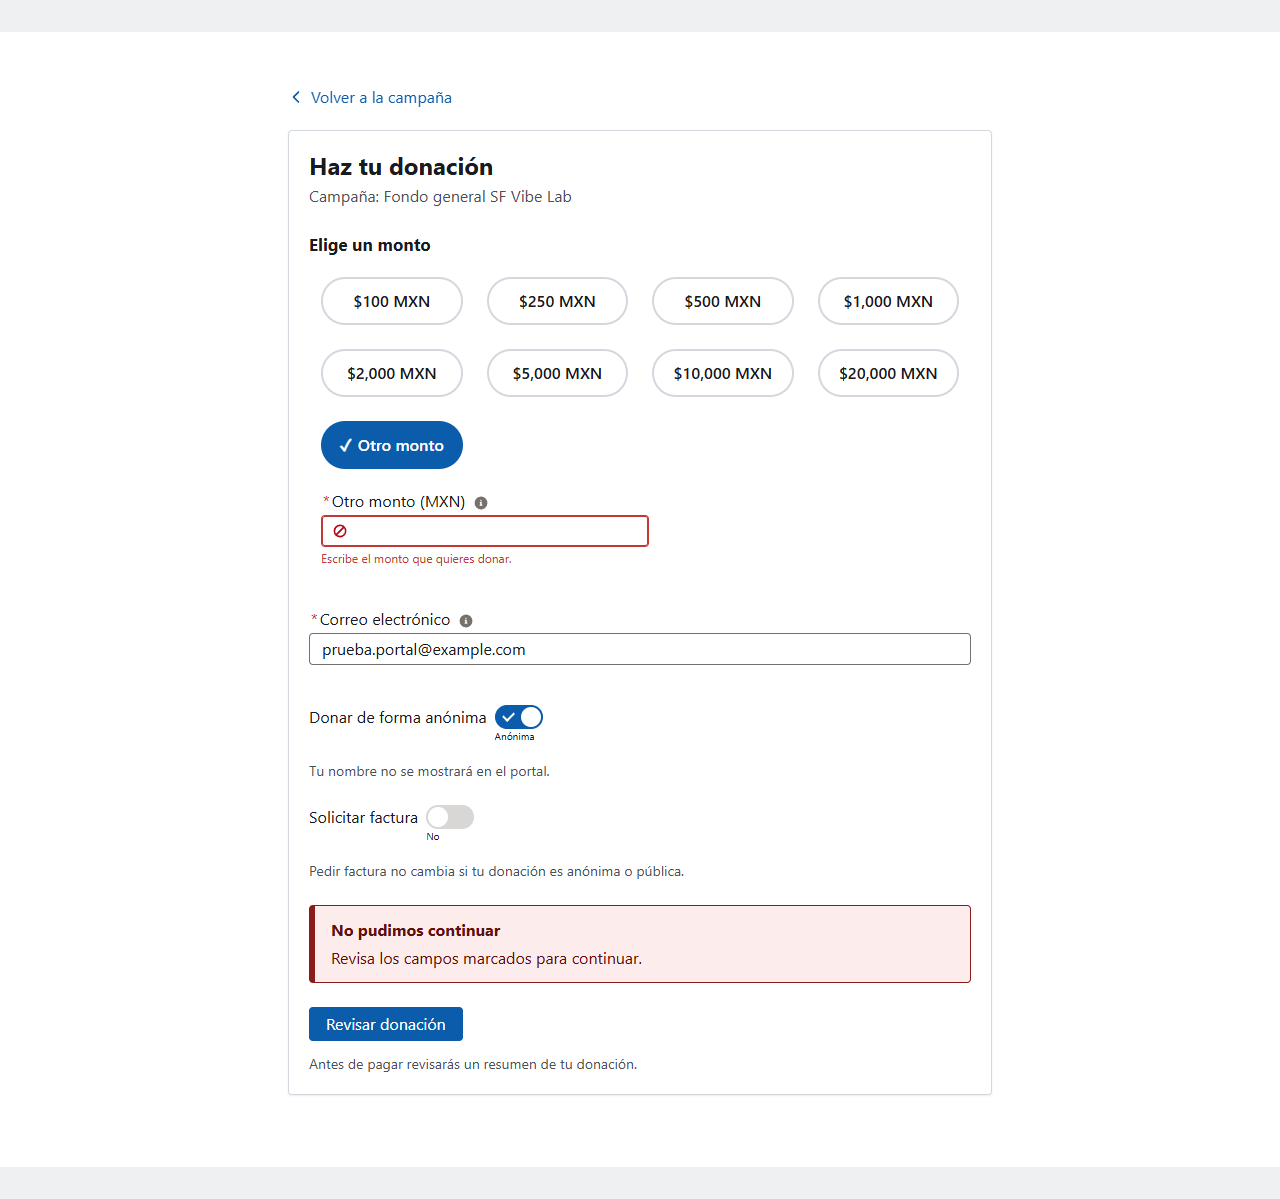 Volver a la campaña
Haz tu donación
Campaña: Fondo general SF Vibe Lab
Elige un monto
$100 MXN
$250 MXN
$500 MXN
$1,000 MXN
$2,000 MXN
$5,000 MXN
$10,000 MXN
$20,000 MXN
✓ Otro monto
*Otro monto (MXN)
Escribe el monto que quieres donar.
*Correo electrónico
prueba.portal@example.com
Donar de forma anónima
Anónima
Tu nombre no se mostrará en el portal.
Solicitar factura
No
Pedir factura no cambia si tu donación es anónima o pública.
No pudimos continuar
Revisa los campos marcados para continuar.
Revisar donación
Antes de pagar revisarás un resumen de tu donación.